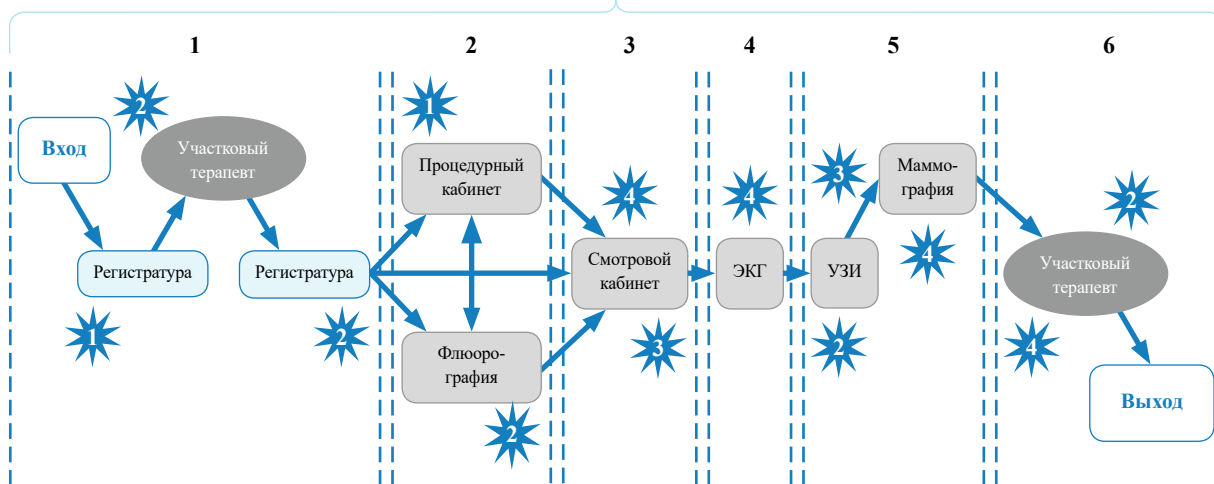 1
2
3
4
5
6
2
Вход
Участковый
терапевт
Регистратура
1
Регистратура
2
1
Процедурный
кабинет
Флюоро-
графия
2
4
Смотровой
кабинет
3
4
ЭКГ
3
УЗИ
2
Маммо-
графия
4
2
Участковый
терапевт
4
Выход